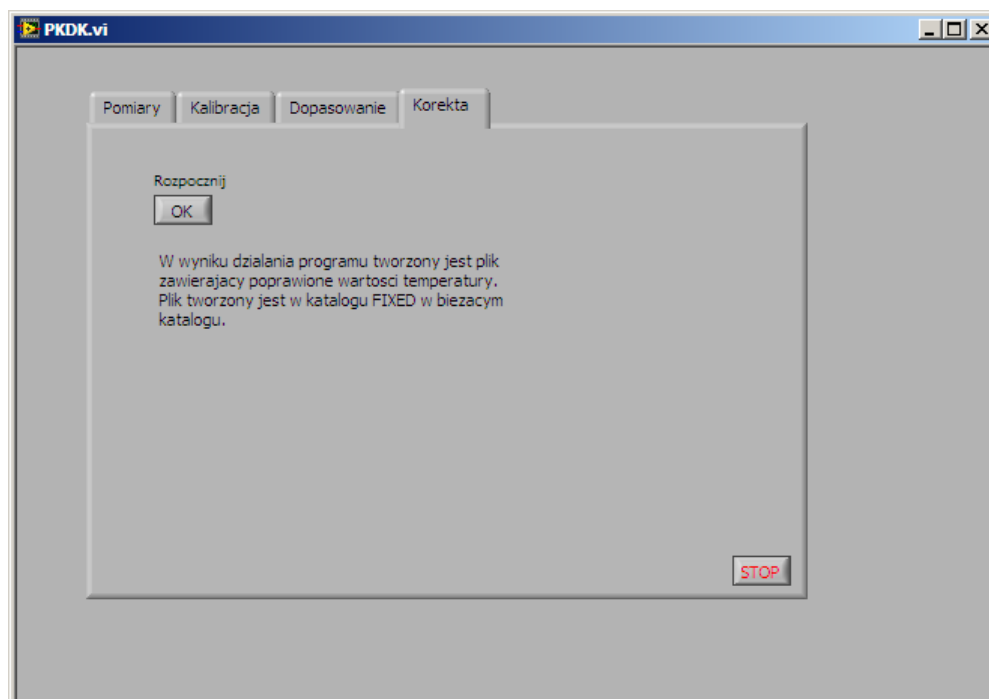 PKDK.vi
Pomiary Kalibracja Dopasowanie Korekta
Rozpocznij
OK
W wyniku dzialania programu tworzony jest plik
zawierajacy poprawione wartosci temperatury.
Plik tworzony jest w katalogu FIXED w biezacym
katalogu.
STOP